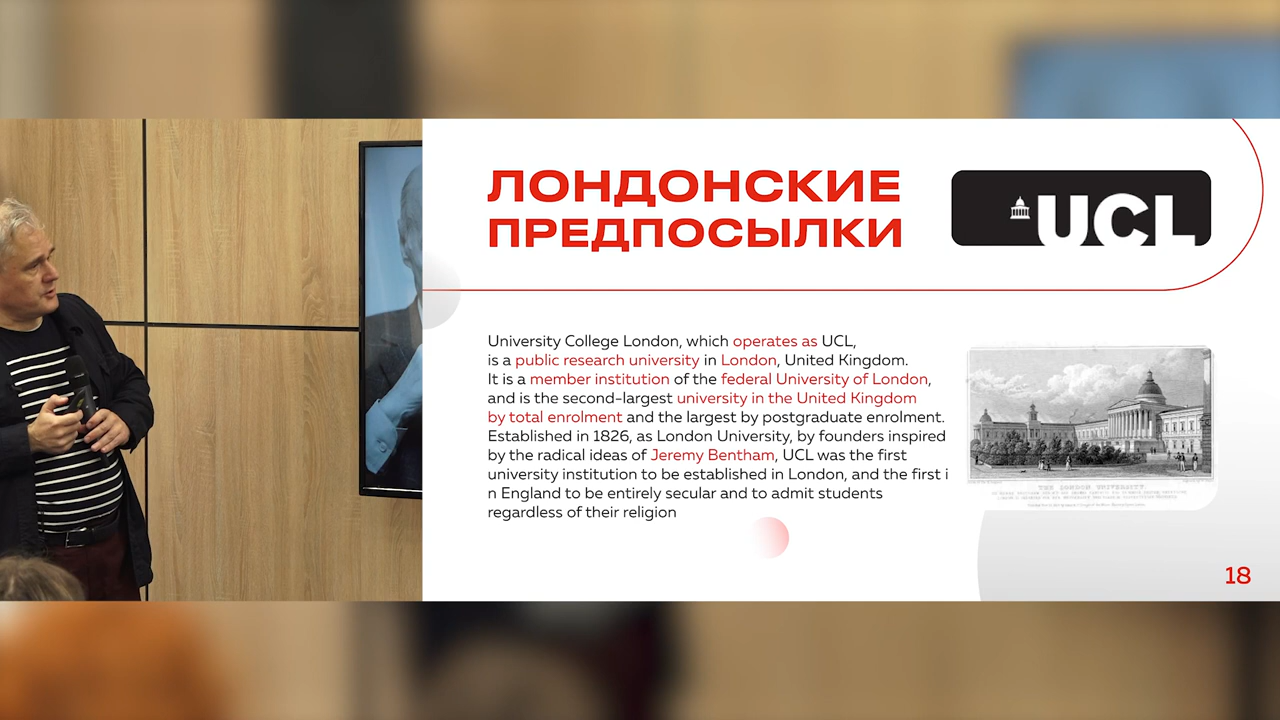 ЛОНДОНСКИЕ
ПРЕДПОСЫЛКИ
UCL
University College London, which operates as UCL,
is a public research university in London, United Kingdom.
It is a member institution of the federal University of London,
and is the second-largest university in the United Kingdom
by total enrolment and the largest by postgraduate enrolment.
Established in 1826, as London University, by founders inspired
by the radical ideas of Jeremy Bentham, UCL was the first
university institution to be established in London, and the first i
n England to be entirely secular and to admit students
regardless of their religion
THE LONDON UNIVERSITY.
18